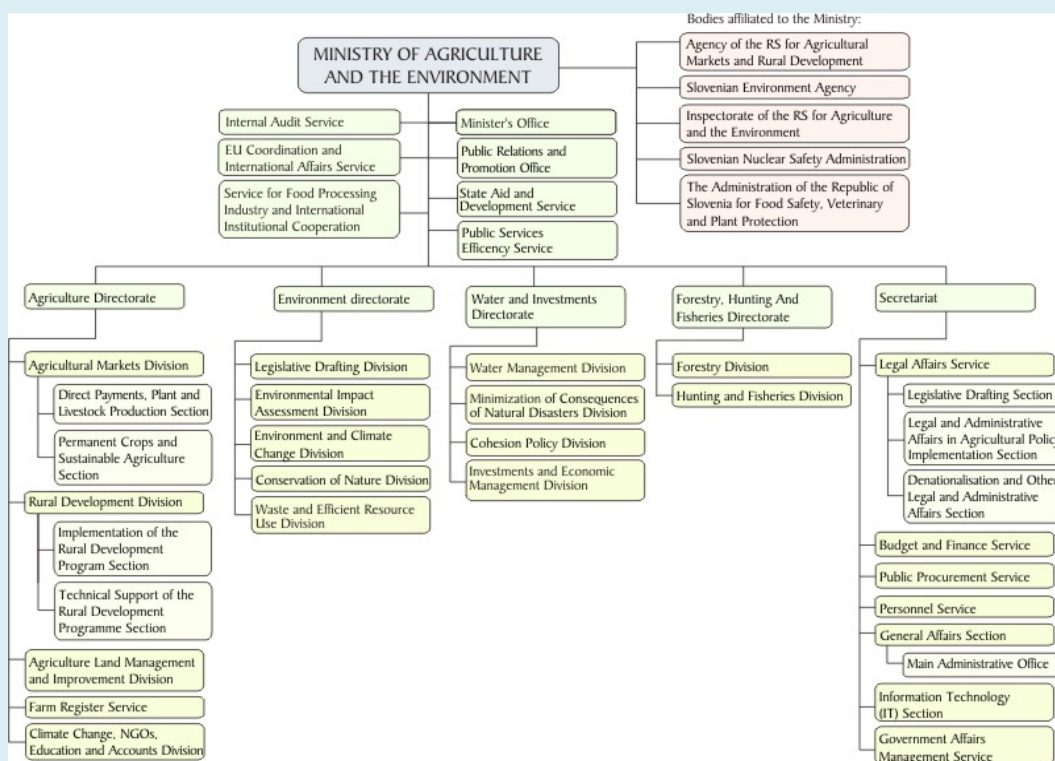 Bodies affiliated to the Ministry:
MINISTRY OF AGRICULTURE
AND THE ENVIRONMENT
Agency of the RS for Agricultural
Markets and Rural Development
Slovenian Environment Agency
Inspectorate of the RS for Agriculture
and the Environment
Slovenian Nuclear Safety Administration
The Administration of the Republic of
Slovenia for Food Safety, Veterinary
and Plant Protection
Internal Audit Service
EU Coordination and
International Affairs Service
Service for Food Processing
Industry and International
Institutional Cooperation
Minister's Office
Public Relations and
Promotion Office
State Aid and
Development Service
Public Services
Efficency Service
Agriculture Directorate
Agricultural Markets Division
Direct Payments, Plant and
Livestock Production Section
Permanent Crops and
Sustainable Agriculture
Section
Rural Development Division
Implementation of the
Rural Development
Program Section
Technical Support of the
Rural Development
Programme Section
Agriculture Land Management
and Improvement Division
Farm Register Service
Climate Change, NGOs,
Education and Accounts Division
Environment directorate
Legislative Drafting Division
Environmental Impact
Assessment Division
Environment and Climate
Change Division
Conservation of Nature Division
Waste and Efficient Resource
Use Division
Water and Investments
Directorate
Water Management Division
Minimization of Consequences
of Natural Disasters Division
Cohesion Policy Division
Investments and Economic
Management Division
Forestry, Hunting And
Fisheries Directorate
Forestry Division
Hunting and Fisheries Division
Secretariat
Legal Affairs Service
Legislative Drafting Section
Legal and Administrative
Affairs in Agricultural Policy
Implementation Section
Denationalisation and Other
Legal and Administrative
Affairs Section
Budget and Finance Service
Public Procurement Service
Personnel Service
General Affairs Section
Main Administrative Office
Information Technology
(IT) Section
Government Affairs
Management Service